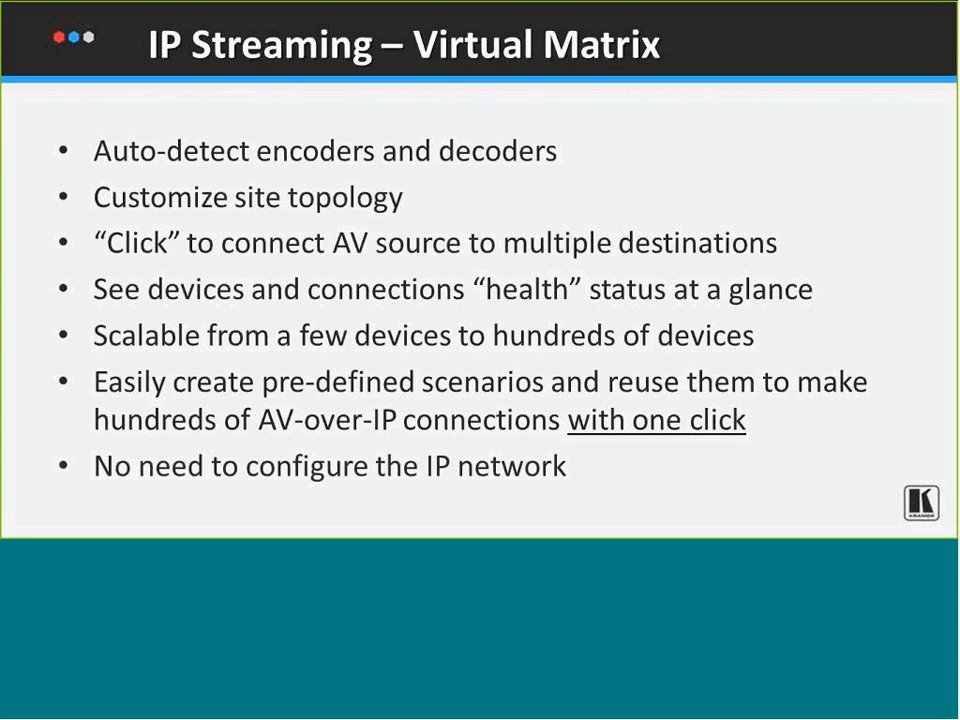 IP Streaming – Virtual Matrix
• Auto-detect encoders and decoders
• Customize site topology
• “Click” to connect AV source to multiple destinations
• See devices and connections “health” status at a glance
• Scalable from a few devices to hundreds of devices
• Easily create pre-defined scenarios and reuse them to make
hundreds of AV-over-IP connections with one click
• No need to configure the IP network
K
KRAMER